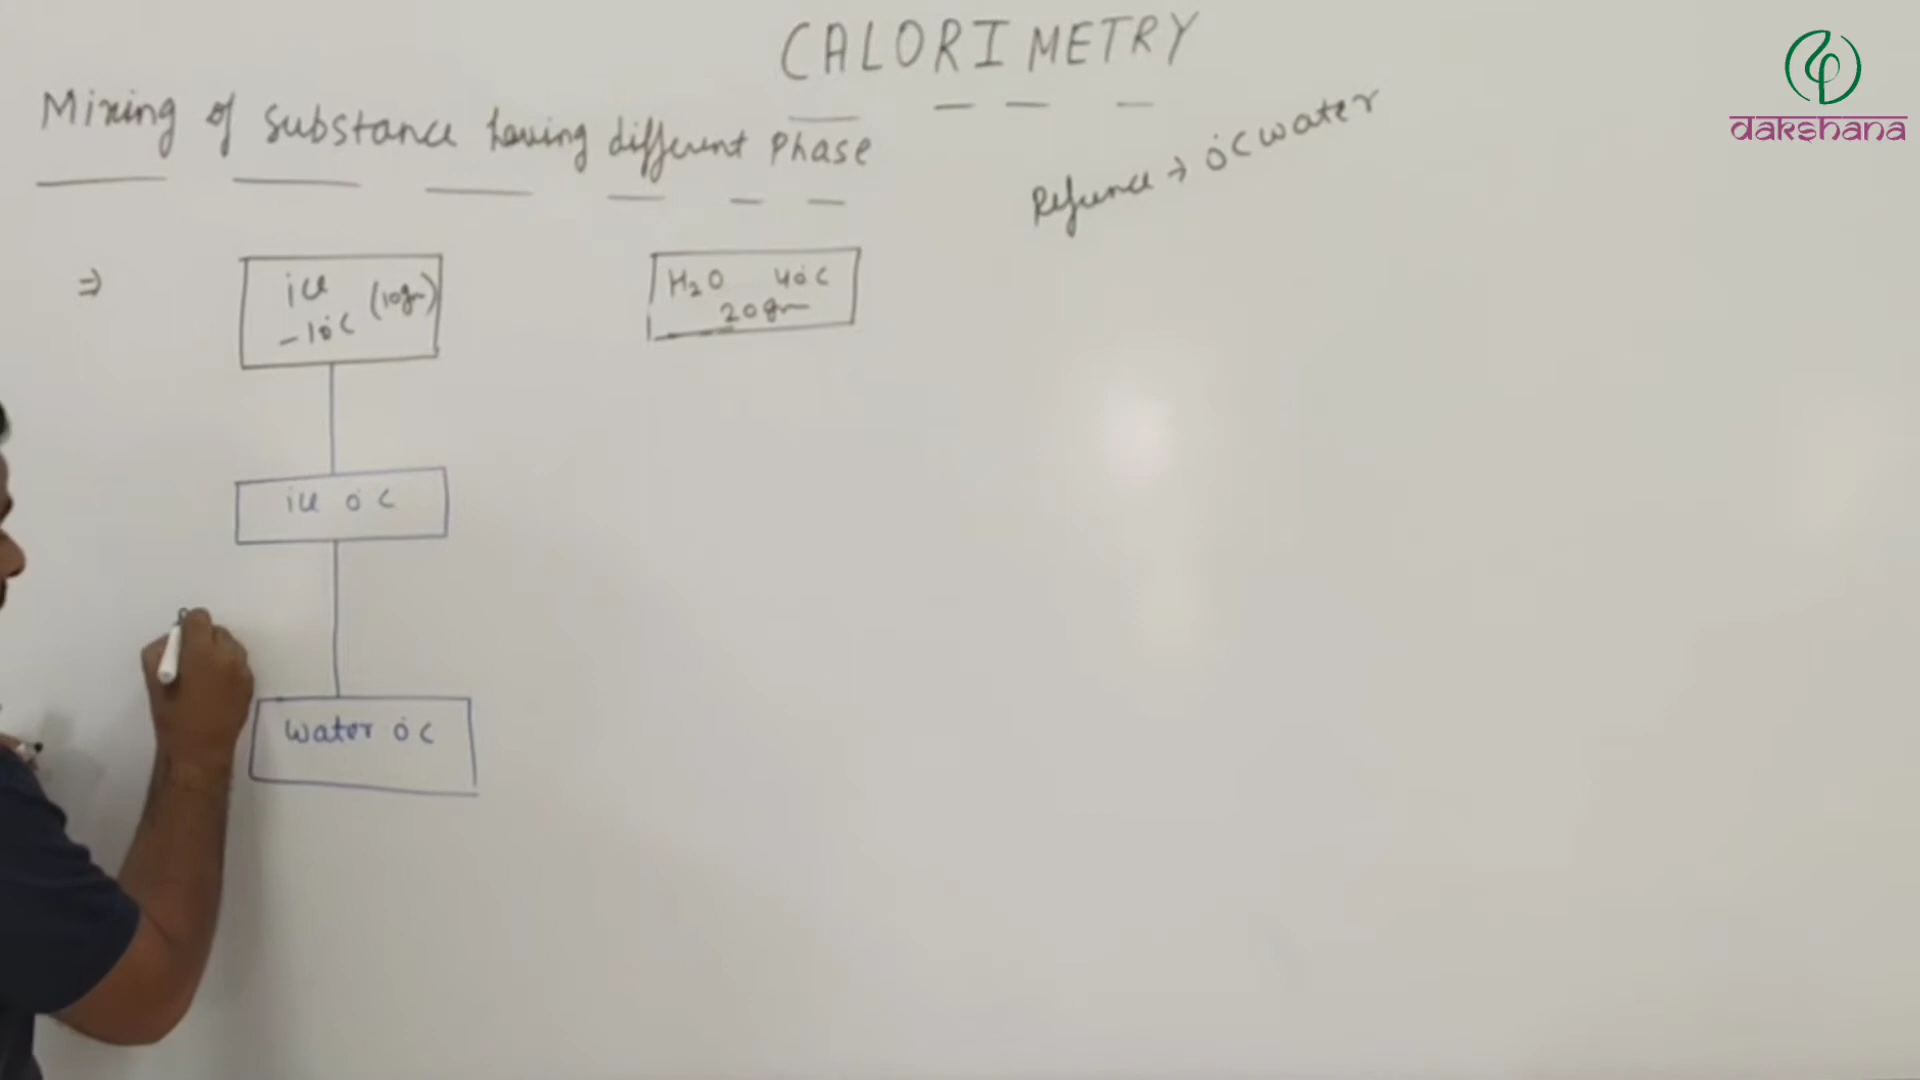 CALORIMETRY
Mixing of substance having different Phase
Refrence → 0°C water
⇒
ice (10gm)
-10°C
H₂O 40°C
20gm
ice 0°C
water 0°C
dakshana